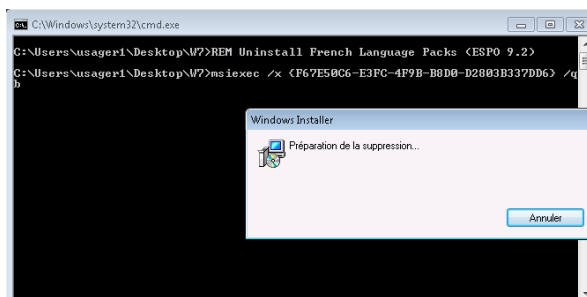 C:\Windows\system32\cmd.exe
C:\Users\usager1\Desktop\W7>REM Uninstall French Language Packs (ESPO 9.2)
C:\Users\usager1\Desktop\W7>msiexec /x {F67E50C6-E3FC-4F9B-B8D0-D2803B337DD6} /q
b
Windows Installer
Préparation de la suppression...
Annuler